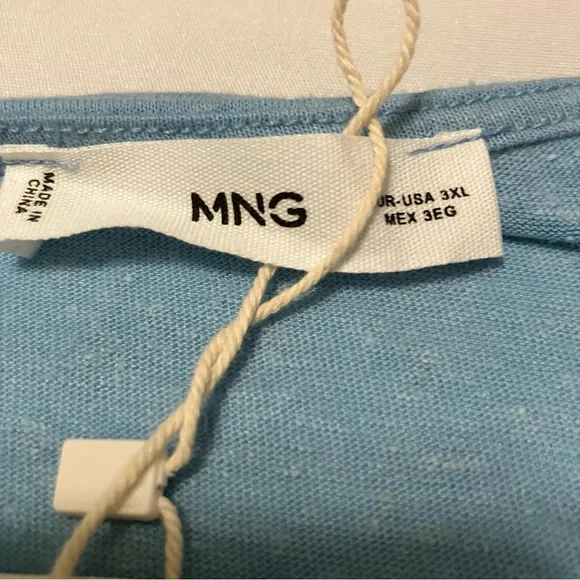 MADE IN
CHINA
MNG
UR-USA 3XL
MEX 3EG